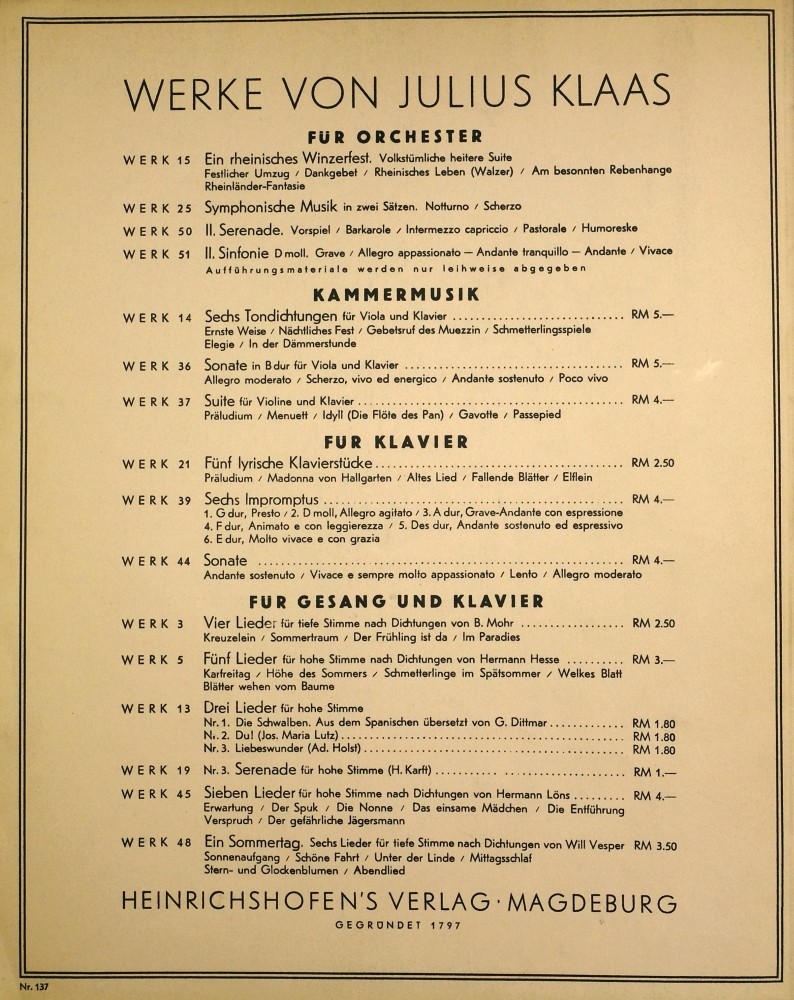 WERKE VON JULIUS KLAAS
FÜR ORCHESTER
WERK 15 Ein rheinisches Winzerfest. Volkstümliche heitere Suite
Festlicher Umzug / Dankgebet / Rheinisches Leben (Walzer) / Am besonnten Rebenhange
Rheinländer-Fantasie
WERK 25 Symphonische Musik in zwei Sätzen. Notturno / Scherzo
WERK 50 II. Serenade. Vorspiel / Barkarole / Intermezzo capriccio / Pastorale / Humoreske
WERK 51 II. Sinfonie D moll. Grave / Allegro appassionato — Andante tranquillo — Andante / Vivace
Aufführungsmateriale werden nur leihweise abgegeben
KAMMERMUSIK
WERK 14 Sechs Tondichtungen für Viola und Klavier ............................ RM 5.—
Ernste Weise / Nächtliches Fest / Gebetsruf des Muezzin / Schmetterlingsspiele
Elegie / In der Dämmerstunde
WERK 36 Sonate in B dur für Viola und Klavier ................................... RM 5.—
Allegro moderato / Scherzo, vivo ed energico / Andante sostenuto / Poco vivo
WERK 37 Suite für Violine und Klavier .......................................... RM 4.—
Präludium / Menuett / Idyll (Die Flöte des Pan) / Gavotte / Passepied
FÜR KLAVIER
WERK 21 Fünf lyrische Klavierstücke....................................... RM 2.50
Präludium / Madonna von Hallgarten / Altes Lied / Fallende Blätter / Elflein
WERK 39 Sechs Impromptus ............................................... RM 4.—
1. G dur, Presto / 2. D moll, Allegro agitato / 3. A dur, Grave-Andante con espressione
4. F dur, Animato e con leggierezza / 5. Des dur, Andante sostenuto ed espressivo
6. E dur, Molto vivace e con grazia
WERK 44 Sonate .......................................................... RM 4.—
Andante sostenuto / Vivace e sempre molto appassionato / Lento / Allegro moderato
FÜR GESANG UND KLAVIER
WERK 3 Vier Lieder für tiefe Stimme nach Dichtungen von B. Mohr ................. RM 2.50
Kreuzelein / Sommertraum / Der Frühling ist da / Im Paradies
WERK 5 Fünf Lieder für hohe Stimme nach Dichtungen von Hermann Hesse .......... RM 3.—
Karfreitag / Höhe des Sommers / Schmetterlinge im Spätsommer / Welkes Blatt
Blätter wehen vom Baume
WERK 13 Drei Lieder für hohe Stimme
Nr. 1. Die Schwalben. Aus dem Spanischen übersetzt von G. Dittmar............. RM 1.80
Nr. 2. Du! (Jos. Maria Lutz)............................................. RM 1.80
Nr. 3. Liebeswunder (Ad. Holst).......................................... RM 1.80
WERK 19 Nr. 3. Serenade für hohe Stimme (H. Karft) .......... .................. RM 1.—
WERK 45 Sieben Lieder für hohe Stimme nach Dichtungen von Hermann Löns......... RM 4.—
Erwartung / Der Spuk / Die Nonne / Das einsame Mädchen / Die Entführung
Verspruch / Der gefährliche Jägersmann
WERK 48 Ein Sommertag. Sechs Lieder für tiefe Stimme nach Dichtungen von Will Vesper RM 3.50
Sonnenaufgang / Schöne Fahrt / Unter der Linde / Mittagsschlaf
Stern- und Glockenblumen / Abendlied
HEINRICHSHOFEN'S VERLAG · MAGDEBURG
GEGRÜNDET 1797
Nr. 137